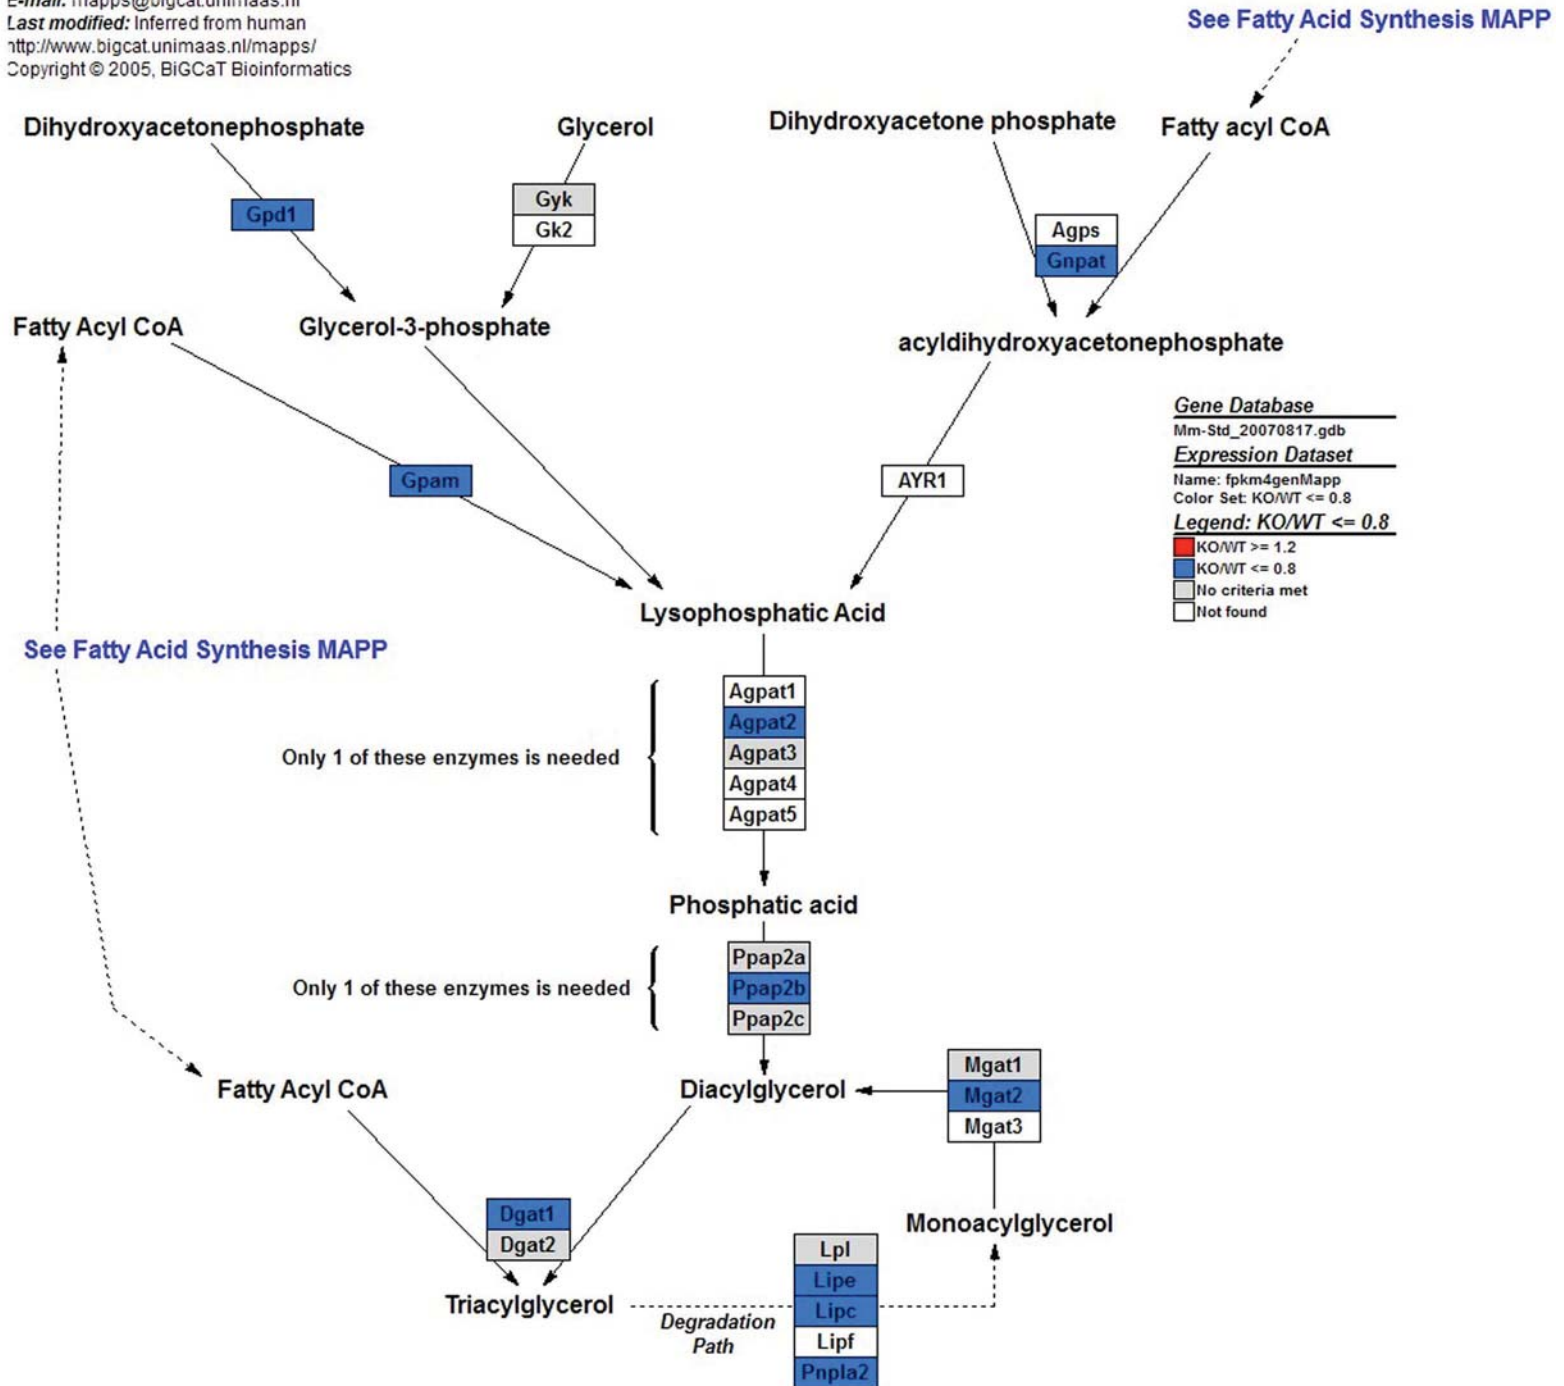 E-mail: mapps@bigcat.unimaas.nl
Last modified: Inferred from human
http://www.bigcat.unimaas.nl/mapps/
Copyright © 2005, BiGCaT Bioinformatics
See Fatty Acid Synthesis MAPP
Dihydroxyacetonephosphate
Glycerol
Dihydroxyacetone phosphate
Fatty acyl CoA
Gpd1
Gyk
Gk2
Agps
Gnpat
Fatty Acyl CoA
Glycerol-3-phosphate
acyldihydroxyacetonephosphate
Gene Database
Mm-Std_20070817.gdb
Expression Dataset
Name: fpkm4genMapp
Color Set: KO/WT <= 0.8
Legend: KO/WT <= 0.8
KO/WT >= 1.2
KO/WT <= 0.8
No criteria met
Not found
Gpam
AYR1
Lysophosphatic Acid
See Fatty Acid Synthesis MAPP
Agpat1
Agpat2
Agpat3
Agpat4
Agpat5
Only 1 of these enzymes is needed
Phosphatic acid
Ppap2a
Ppap2b
Ppap2c
Only 1 of these enzymes is needed
Fatty Acyl CoA
Diacylglycerol
Mgat1
Mgat2
Mgat3
Dgat1
Dgat2
Monoacylglycerol
Triacylglycerol
Degradation
Path
Lpl
Lipe
Lipc
Lipf
Pnpla2